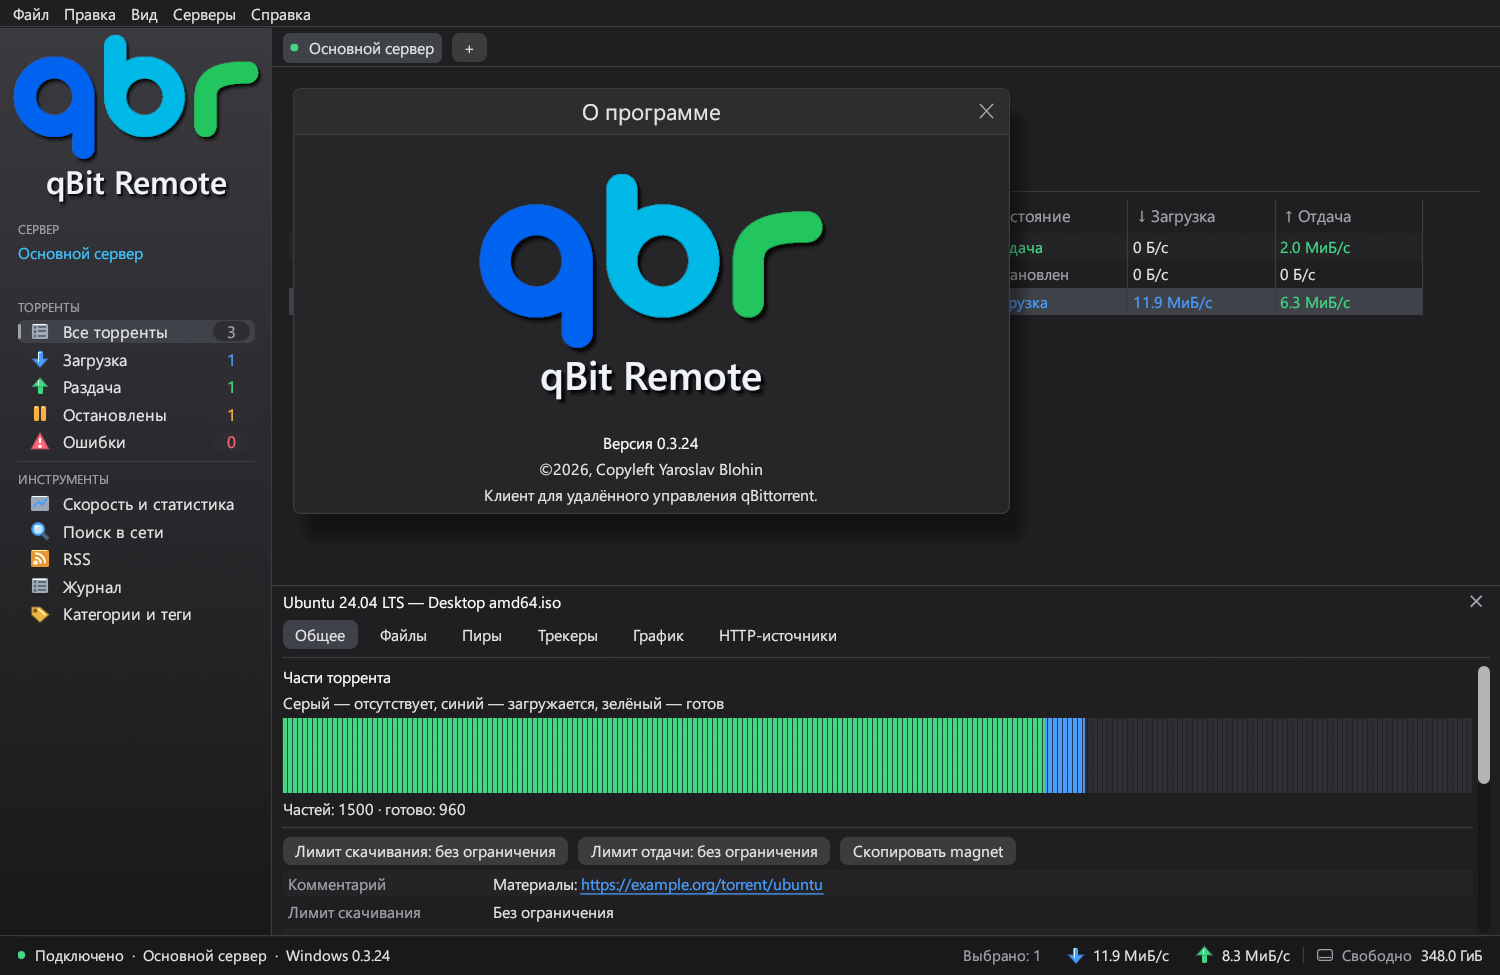 Файл Правка Вид Серверы Справка
qbr
qBit Remote
СЕРВЕР
Основной сервер
ТОРРЕНТЫ
Все торренты 3
Загрузка 1
Раздача 1
Остановлены 1
Ошибки 0
ИНСТРУМЕНТЫ
Скорость и статистика
Поиск в сети
RSS
Журнал
Категории и теги
Основной сервер +
О программе
qbr
qBit Remote
Версия 0.3.24
©2026, Copyleft Yaroslav Blohin
Клиент для удалённого управления qBittorrent.
стояние ↓ Загрузка ↑ Отдача
дача 0 Б/с 2.0 МиБ/с
ановлен 0 Б/с 0 Б/с
рузка 11.9 МиБ/с 6.3 МиБ/с
Ubuntu 24.04 LTS — Desktop amd64.iso
Общее Файлы Пиры Трекеры График HTTP-источники
Части торрента
Серый — отсутствует, синий — загружается, зелёный — готов
Частей: 1500 · готово: 960
Лимит скачивания: без ограничения Лимит отдачи: без ограничения Скопировать magnet
Комментарий Материалы: https://example.org/torrent/ubuntu
Лимит скачивания Без ограничения
Подключено · Основной сервер · Windows 0.3.24 Выбрано: 1 11.9 МиБ/с 8.3 МиБ/с Свободно 348.0 ГиБ